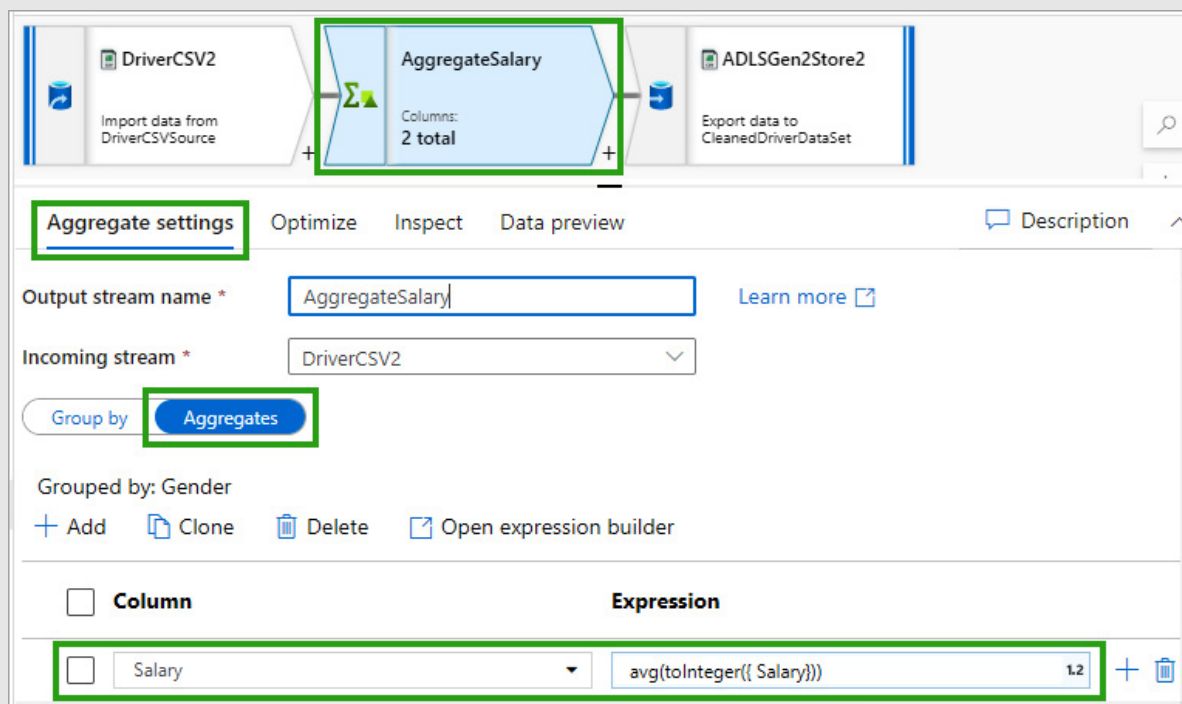 DriverCSV2
Import data from
DriverCSVSource
+
AggregateSalary
Columns:
2 total
+
ADLSGen2Store2
Export data to
CleanedDriverDataSet
Aggregate settings
Optimize
Inspect
Data preview
Description
Output stream name *
AggregateSalary
Learn more
Incoming stream *
DriverCSV2
Group by
Aggregates
Grouped by: Gender
+ Add
Clone
Delete
Open expression builder
Column
Expression
Salary
avg(toInteger({ Salary}))
1.2
+